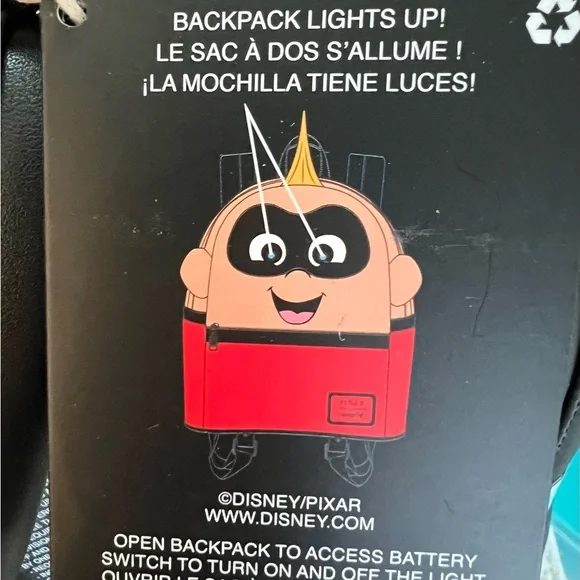 BACKPACK LIGHTS UP!
LE SAC À DOS S'ALLUME !
¡LA MOCHILLA TIENE LUCES!
©DISNEY/PIXAR
WWW.DISNEY.COM
OPEN BACKPACK TO ACCESS BATTERY
SWITCH TO TURN ON AND OFF THE LIGHT